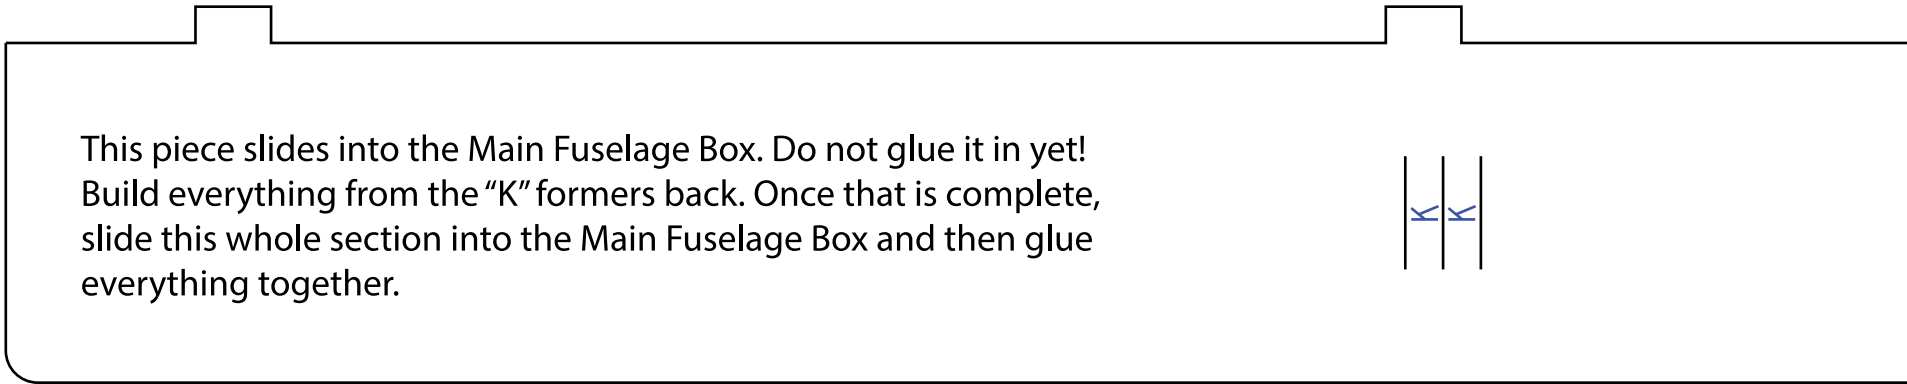 This piece slides into the Main Fuselage Box. Do not glue it in yet!
Build everything from the “K” formers back. Once that is complete,
slide this whole section into the Main Fuselage Box and then glue
everything together.
K K